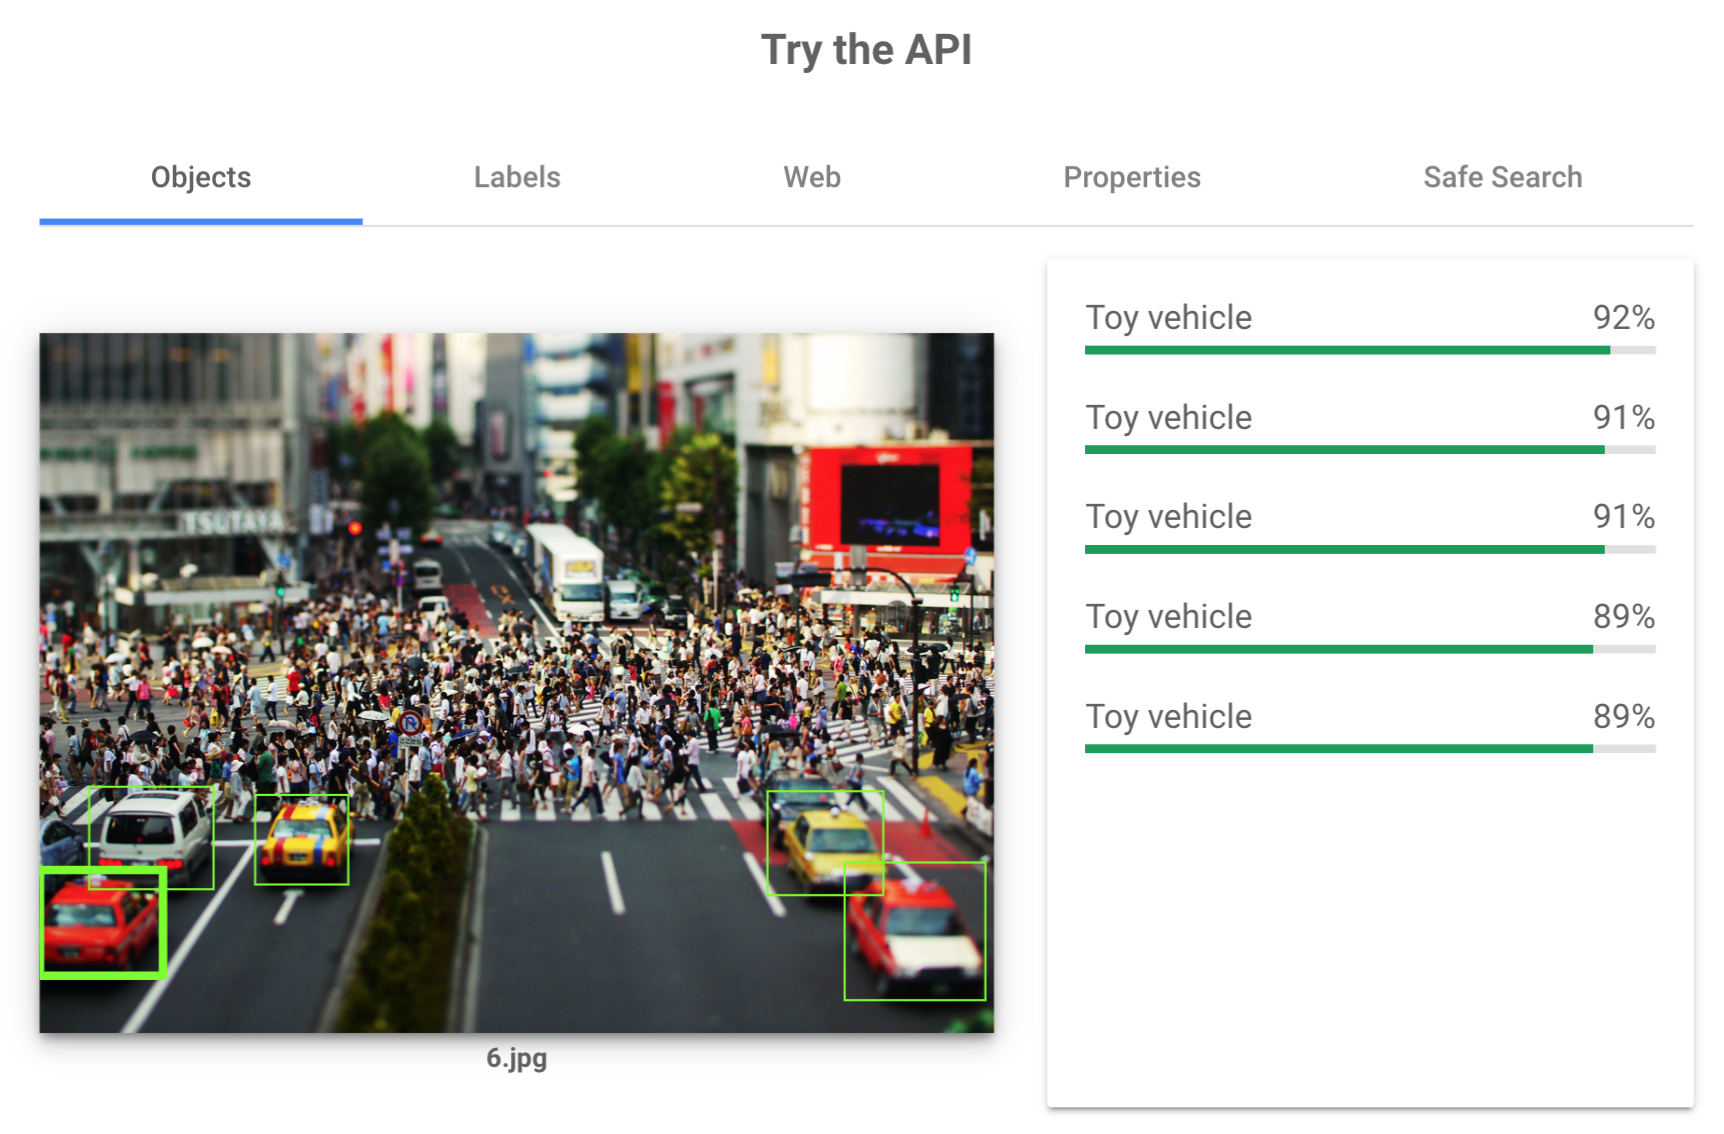 Try the API
Objects
Labels
Web
Properties
Safe Search
TSUTAYA
6.jpg
Toy vehicle 92%
Toy vehicle 91%
Toy vehicle 91%
Toy vehicle 89%
Toy vehicle 89%